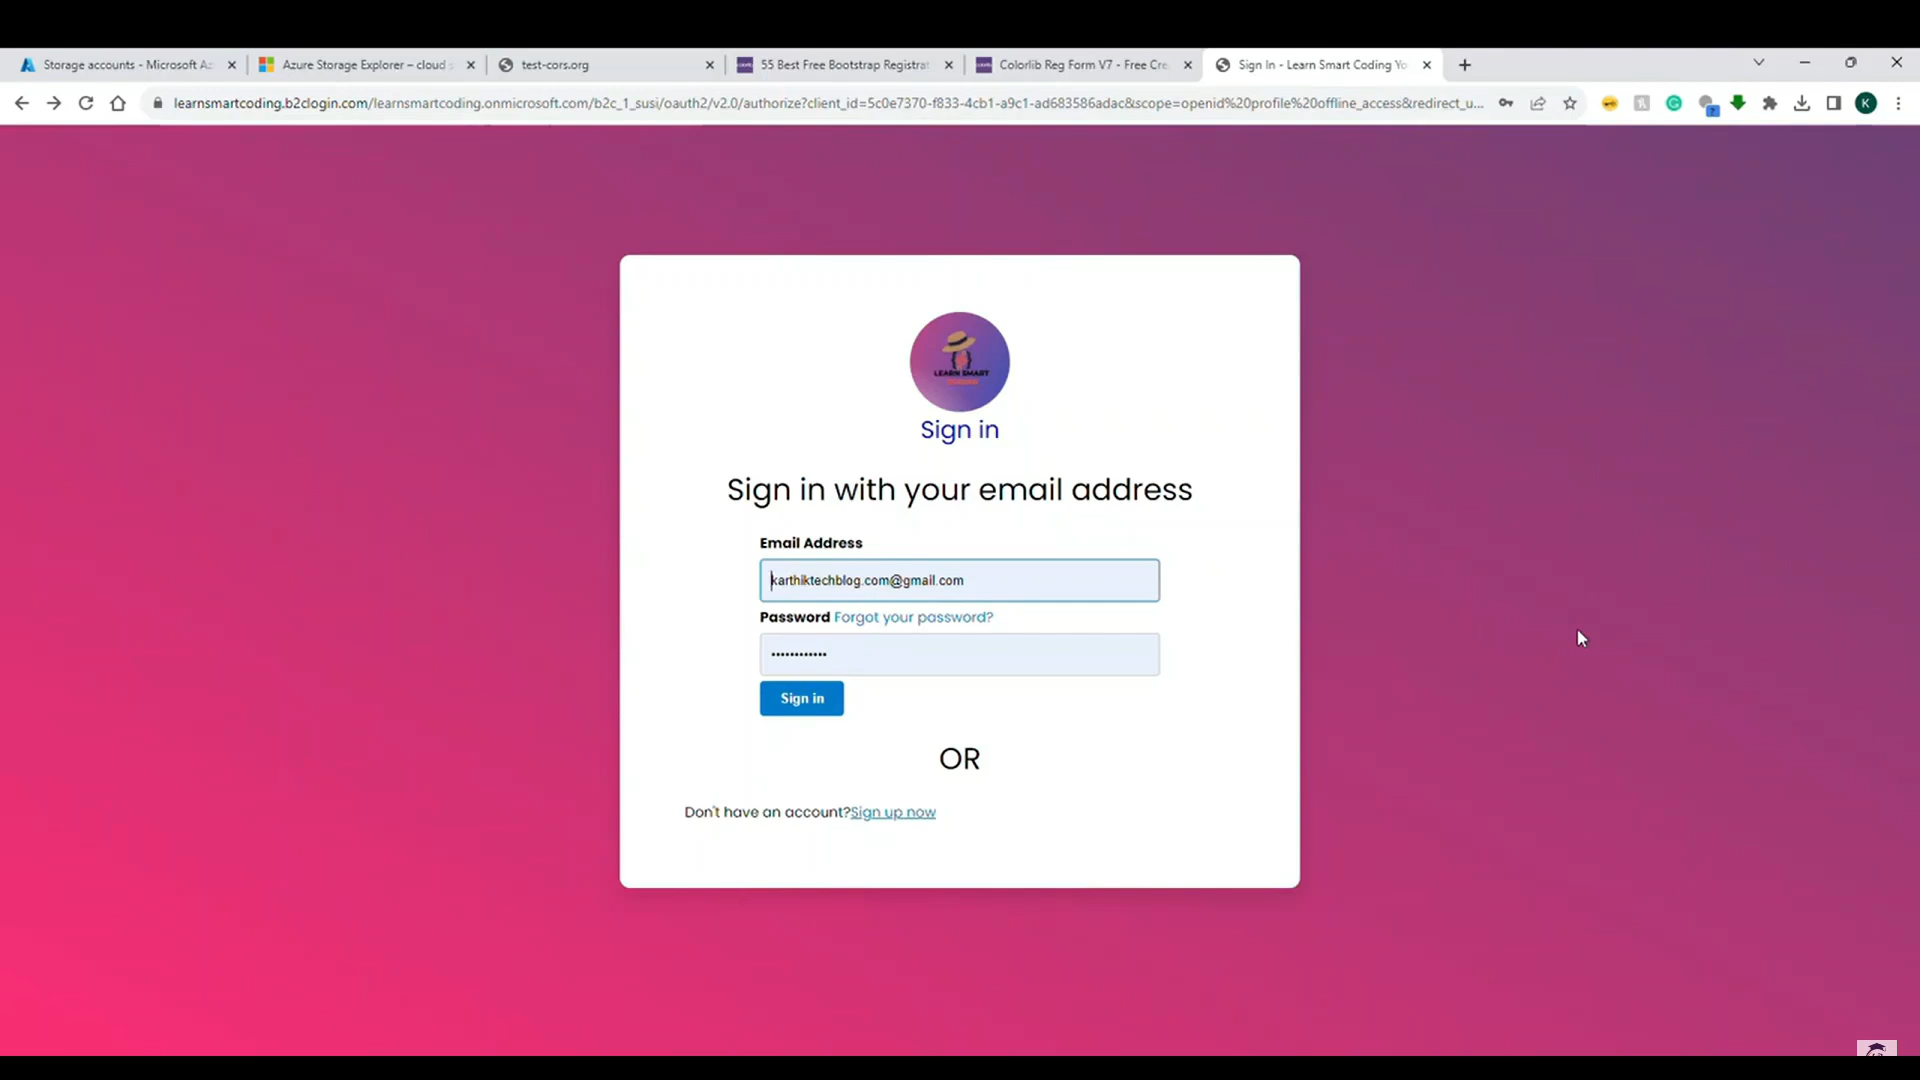 Storage accounts - Microsoft Az
Azure Storage Explorer – cloud s
test-cors.org
55 Best Free Bootstrap Registrat
Colorlib Reg Form V7 - Free Cre
Sign In - Learn Smart Coding Yo
learnsmartcoding.b2clogin.com/learnsmartcoding.onmicrosoft.com/b2c_1_susi/oauth2/v2.0/authorize?client_id=5c0e7370-f833-4cb1-a9c1-ad683586adac&scope=openid%20profile%20offline_access&redirect_u...
K
LEARN SMART
Sign in
Sign in with your email address
Email Address
karthiktechblog.com@gmail.com
Password Forgot your password?
••••••••••••
Sign in
OR
Don't have an account?Sign up now